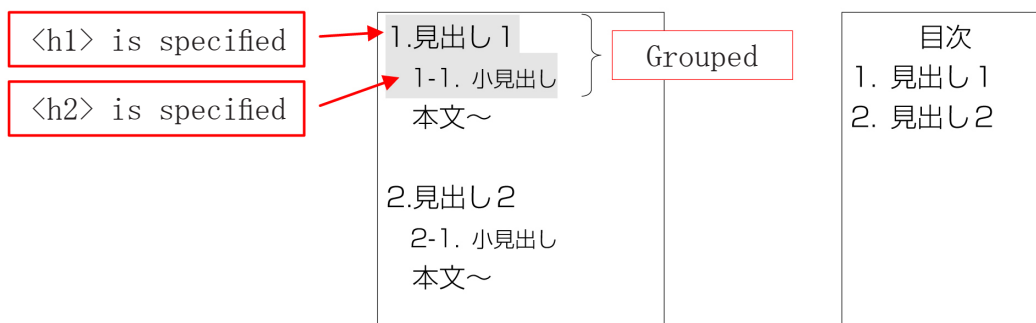 <h1> is specified
<h2> is specified
1.見出し1
1-1. 小見出し
本文～
2.見出し2
2-1. 小見出し
本文～
Grouped
目次
1. 見出し1
2. 見出し2